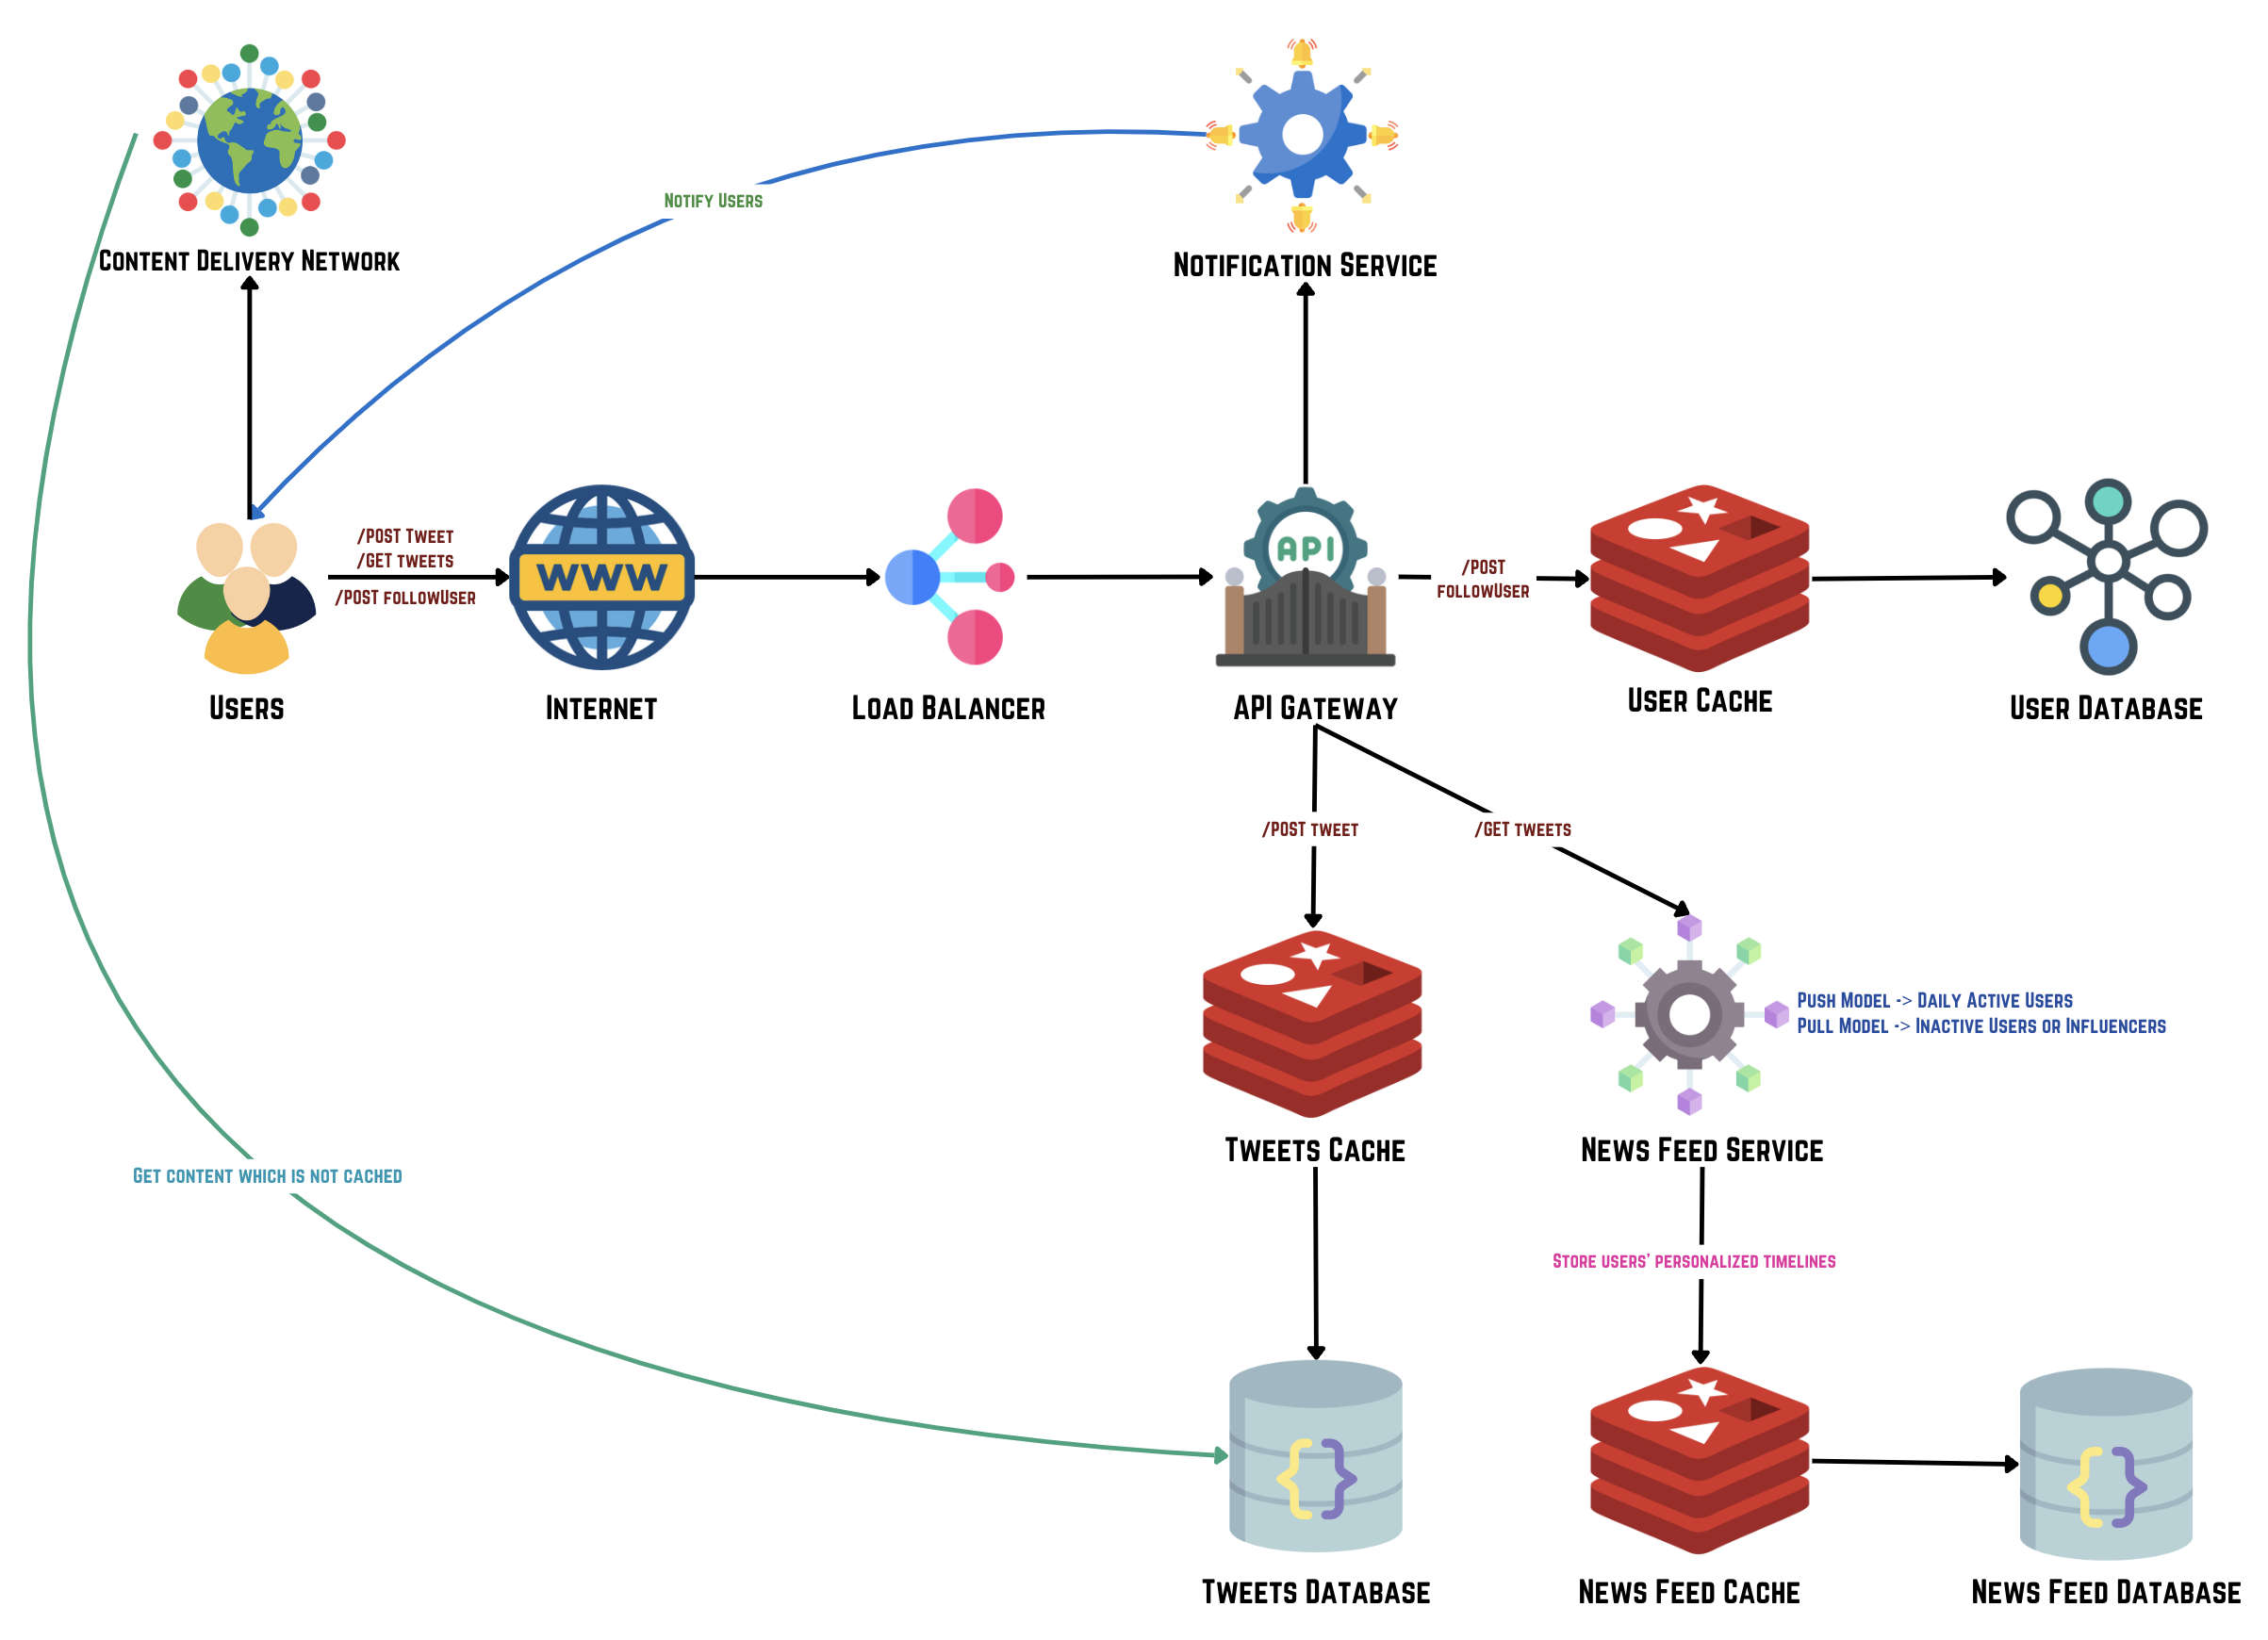 Content Delivery Network
Notification Service
Notify Users
/POST Tweet
/GET tweets
/POST followUser
WWW
API
/POST
followUser
Users
Internet
Load Balancer
API Gateway
User Cache
User Database
/POST tweet
/GET tweets
Push Model -> Daily Active Users
Pull Model -> Inactive Users or Influencers
Tweets Cache
News Feed Service
Get content which is not cached
Store users' personalized timelines
Tweets Database
News Feed Cache
News Feed Database